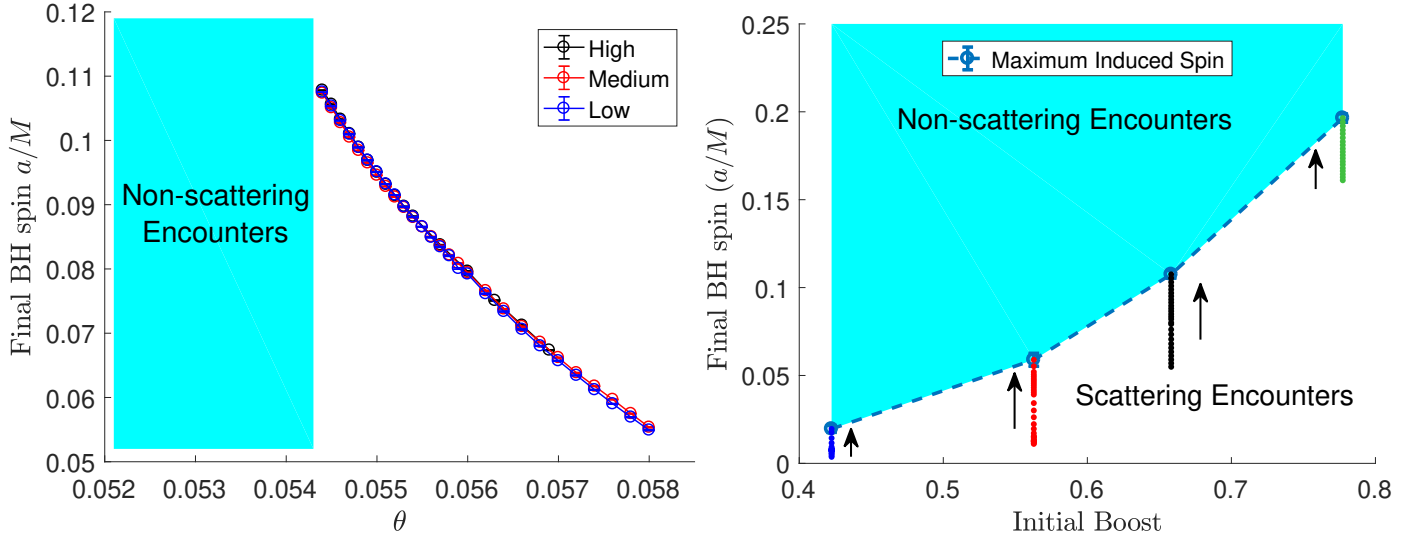 0.12
0.11
0.1
0.09
0.08
0.07
0.06
0.05
Final BH spin a/M
Non-scattering
Encounters
High
Medium
Low
0.052
0.053
0.054
0.055
0.056
0.057
0.058
θ
0.25
0.2
0.15
0.1
0.05
0
Final BH spin (a/M)
Maximum Induced Spin
Non-scattering Encounters
Scattering Encounters
0.4
0.5
0.6
0.7
0.8
Initial Boost